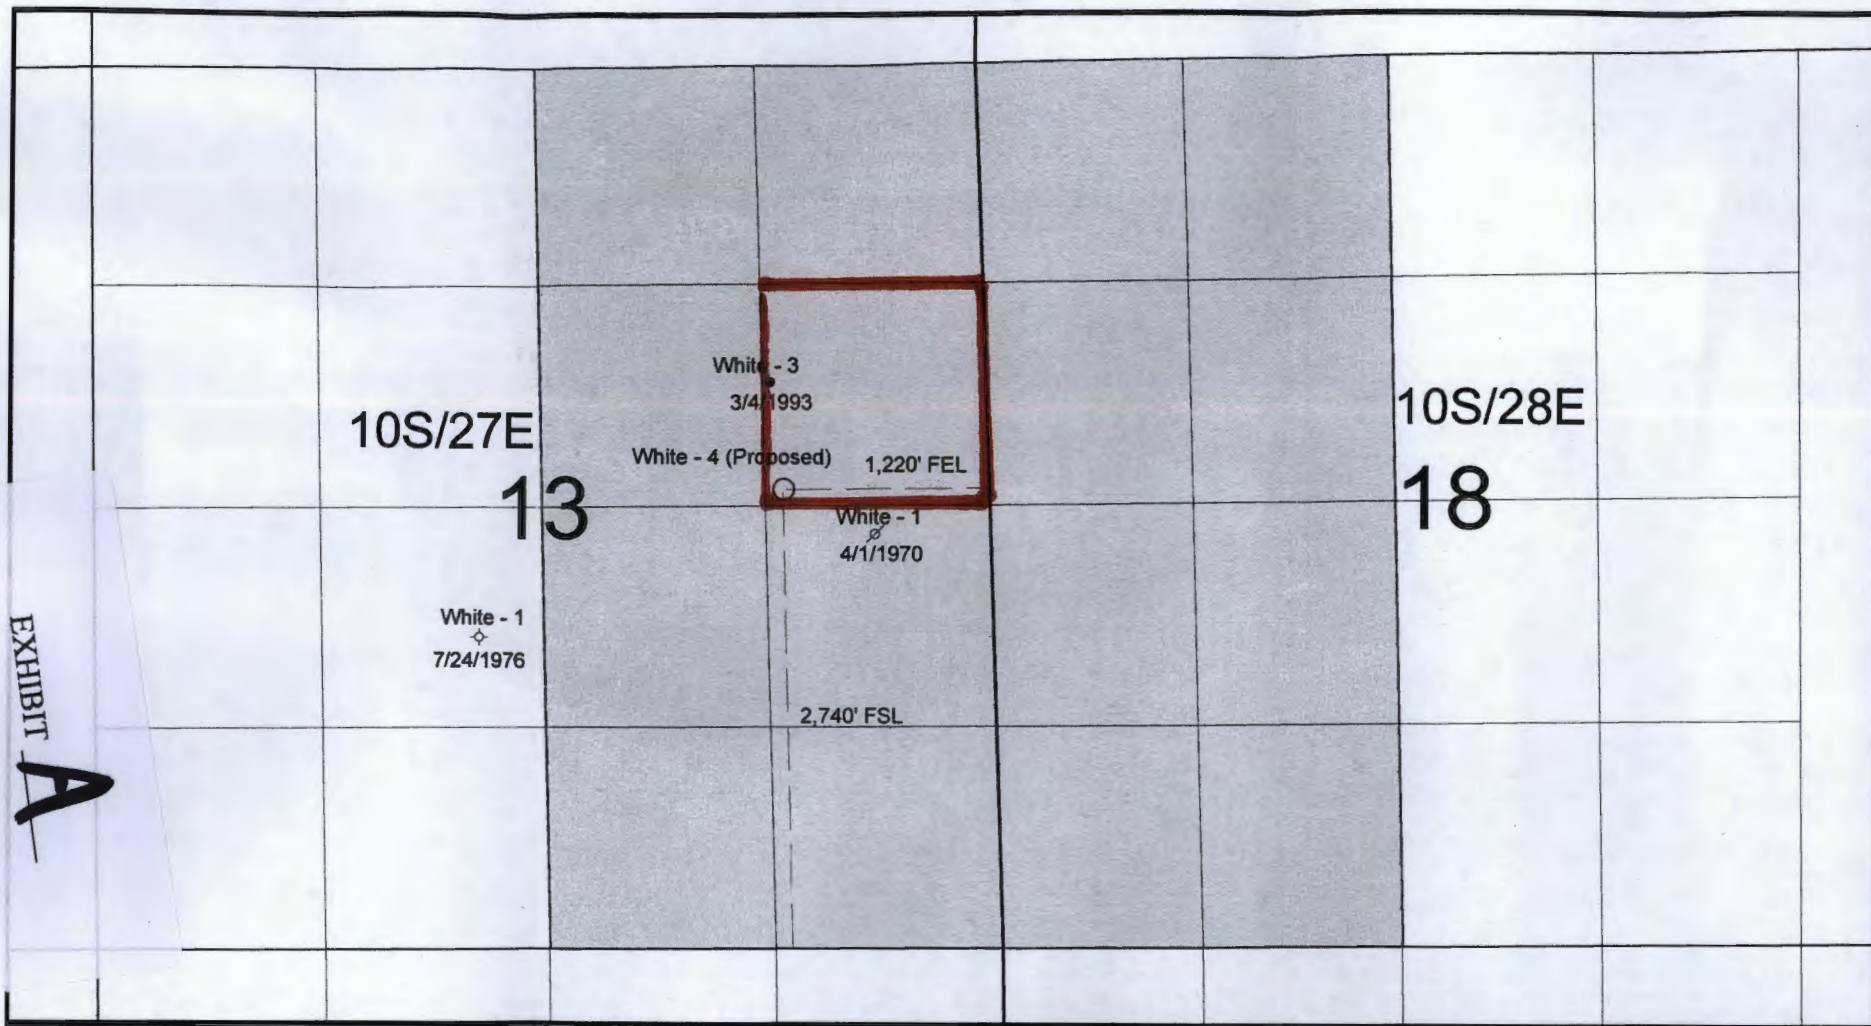 White - 3
3/4/1993
10S/27E
13
White - 4 (Proposed)
1,220' FEL
White - 1
4/1/1970
10S/28E
18
White - 1
7/24/1976
2,740' FSL
EXHIBIT A